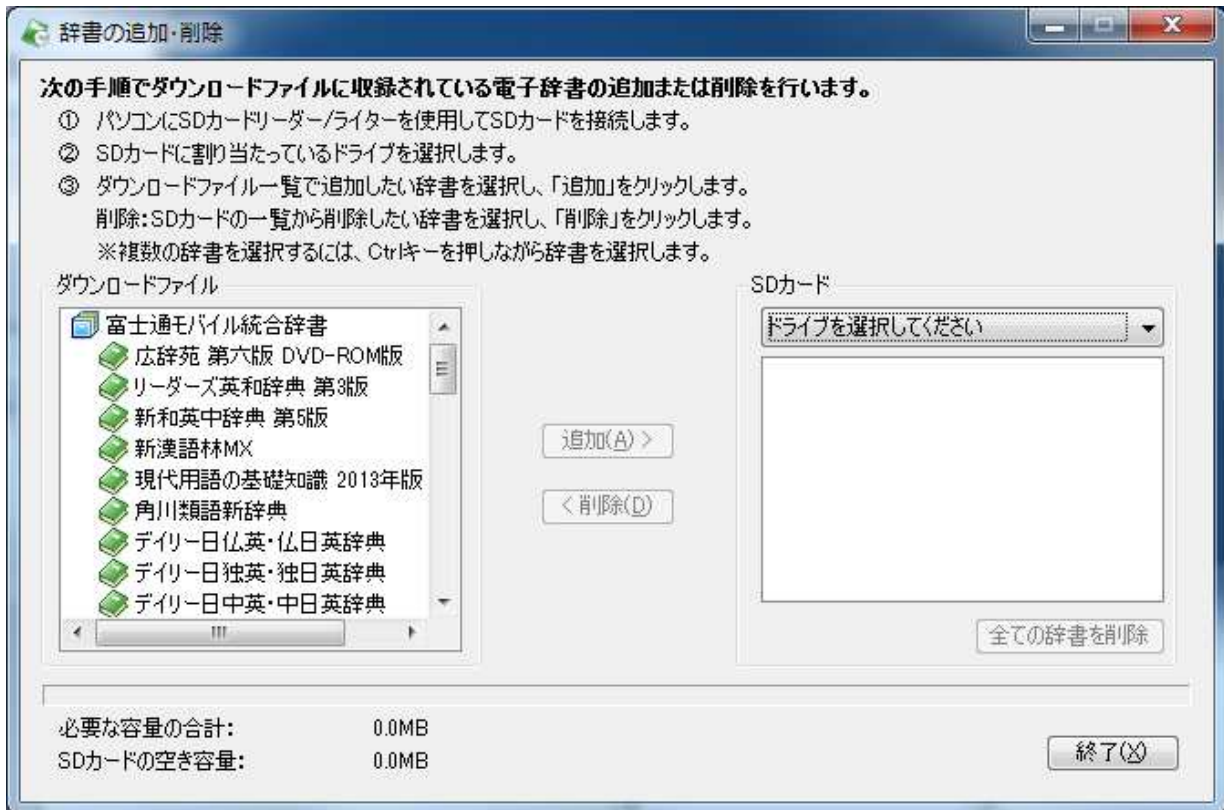 辞書の追加・削除
次の手順でダウンロードファイルに収録されている電子辞書の追加または削除を行います。
① パソコンにSDカードリーダー/ライターを使用してSDカードを接続します。
② SDカードに割り当たっているドライブを選択します。
③ ダウンロードファイル一覧で追加したい辞書を選択し、「追加」をクリックします。
削除:SDカードの一覧から削除したい辞書を選択し、「削除」をクリックします。
※複数の辞書を選択するには、Ctrlキーを押しながら辞書を選択します。
ダウンロードファイル
富士通モバイル統合辞書
広辞苑 第六版 DVD-ROM版
リーダーズ英和辞典 第3版
新和英中辞典 第5版
新漢語林MX
現代用語の基礎知識 2013年版
角川類語新辞典
デイリー日仏英・仏日英辞典
デイリー日独英・独日英辞典
デイリー日中英・中日英辞典
追加(A) >
< 削除(D)
SDカード
ドライブを選択してください
全ての辞書を削除
必要な容量の合計: 0.0MB
SDカードの空き容量: 0.0MB
終了(X)